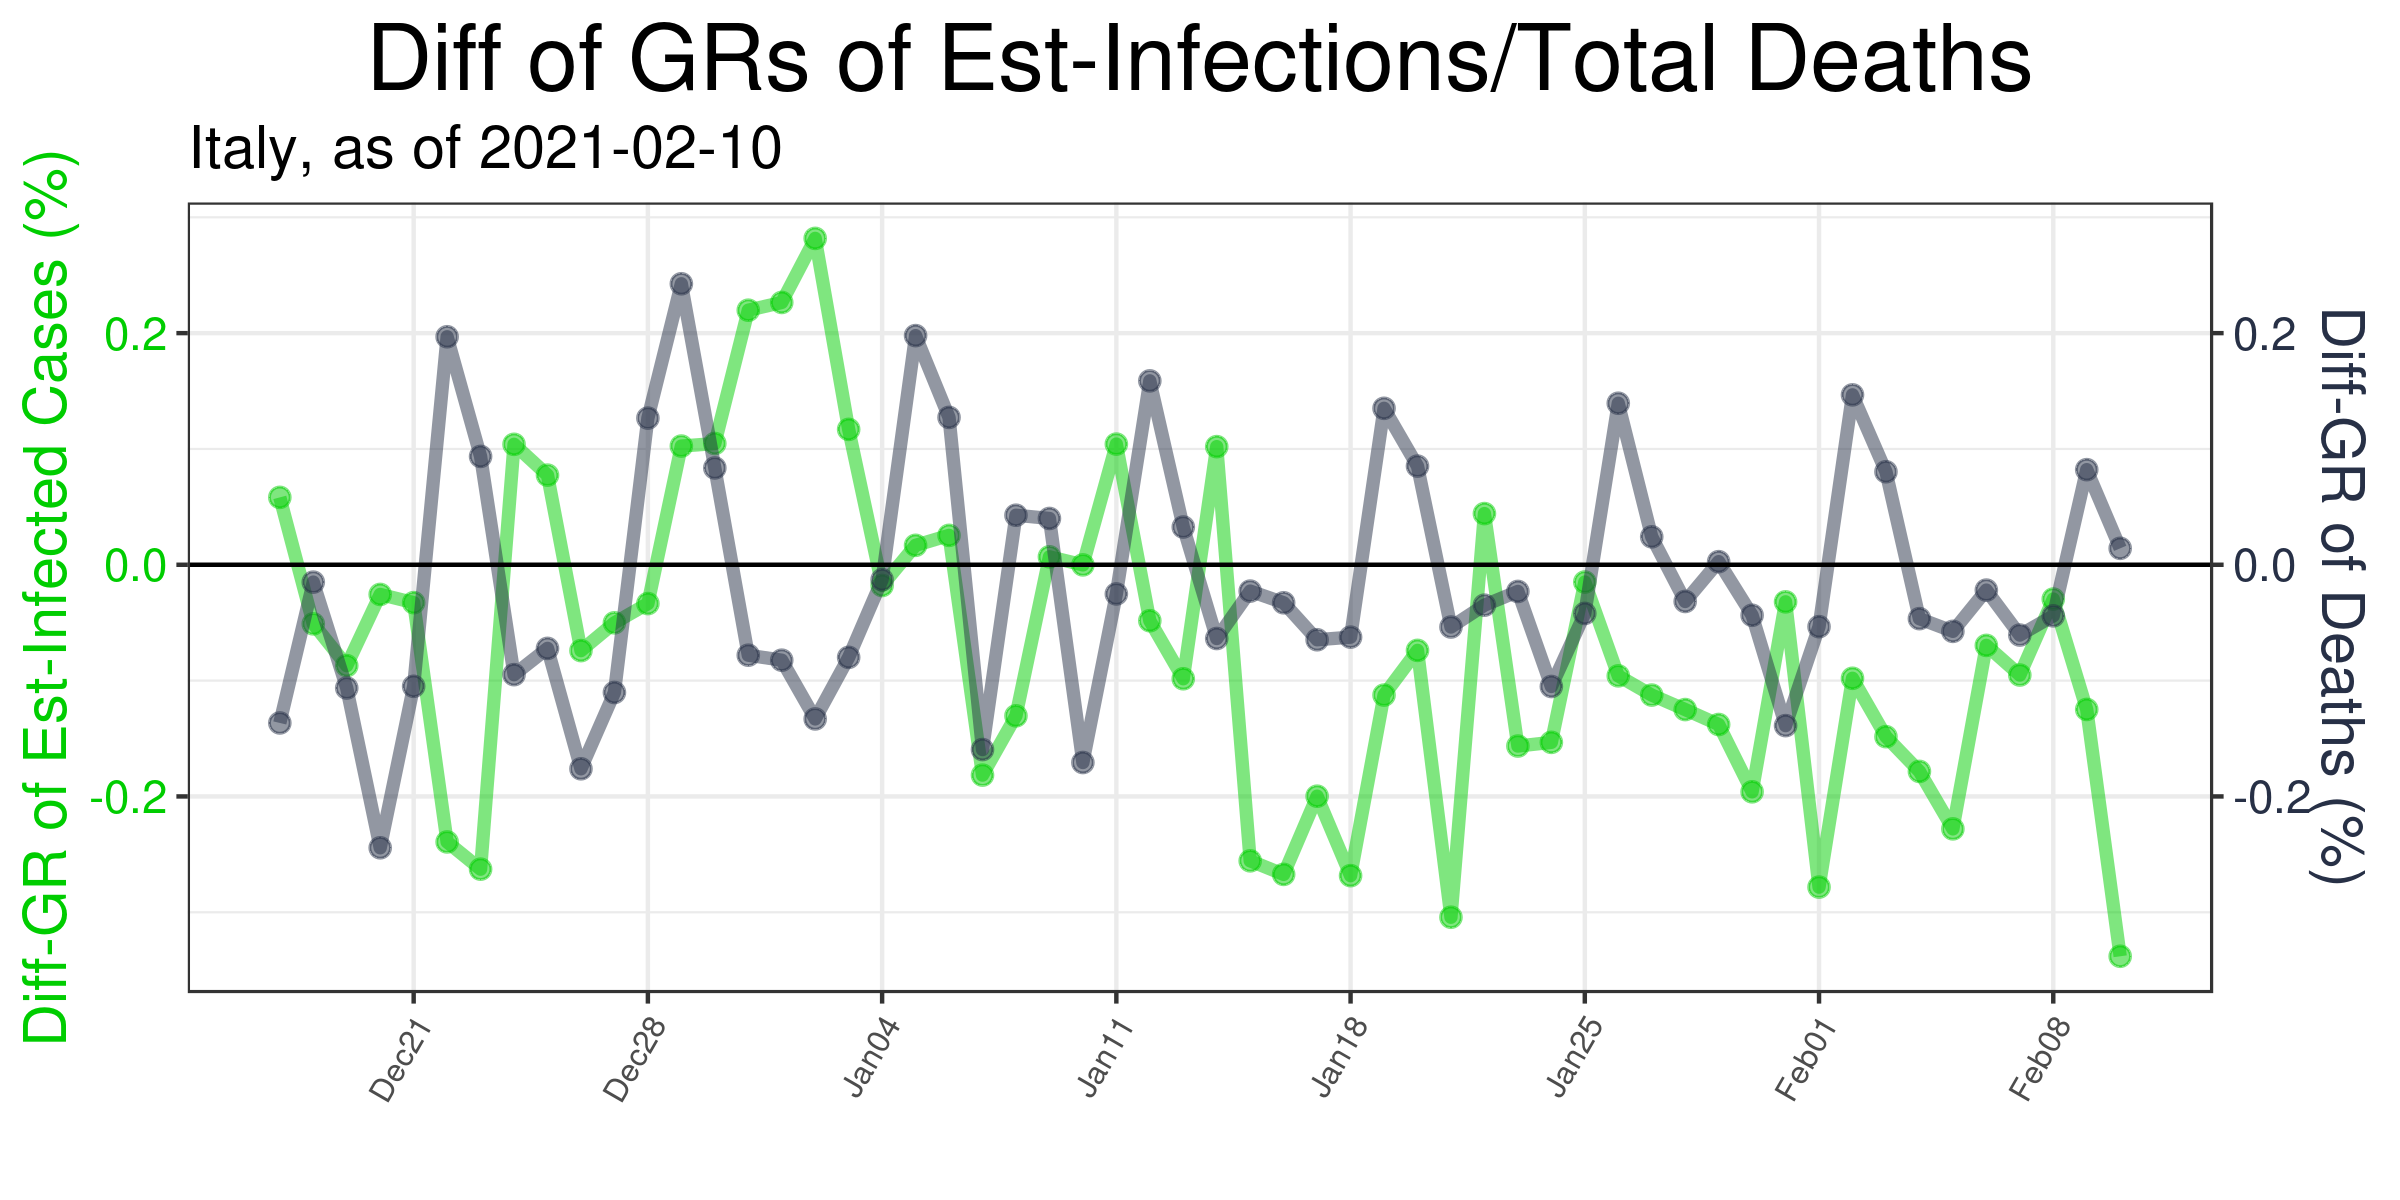 Diff of GRs of Est-Infections/Total Deaths
Italy, as of 2021-02-10
Diff-GR of Est-Infected Cases (%)
0.2
0.0
-0.2
0.2
0.0
-0.2
Diff-GR of Deaths (%)
Dec21
Dec28
Jan04
Jan11
Jan18
Jan25
Feb01
Feb08